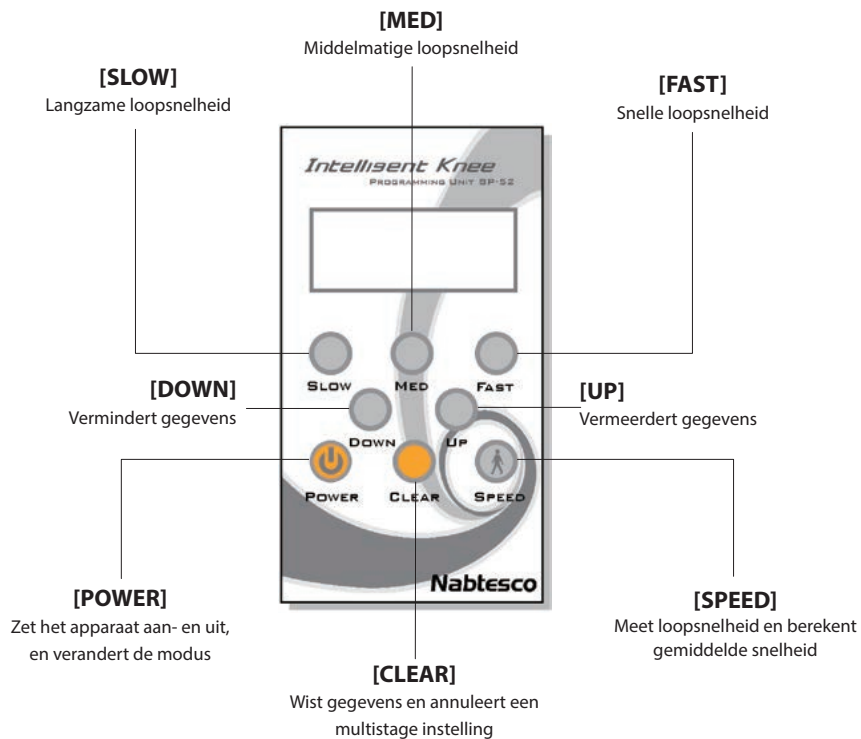 [MED]
Middelmatige loopsnelheid
[SLOW]
Langzame loopsnelheid
[FAST]
Snelle loopsnelheid
Intelligent Knee
PROGRAMMING UNIT GP-52
SLOW
MED
FAST
[DOWN]
Vermindert gegevens
[UP]
Vermeerdert gegevens
DOWN
UP
POWER
CLEAR
SPEED
Nabtesco
[POWER]
Zet het apparaat aan- en uit,
en verandert de modus
[SPEED]
Meet loopsnelheid en berekent
gemiddelde snelheid
[CLEAR]
Wist gegevens en annuleert een
multistage instelling